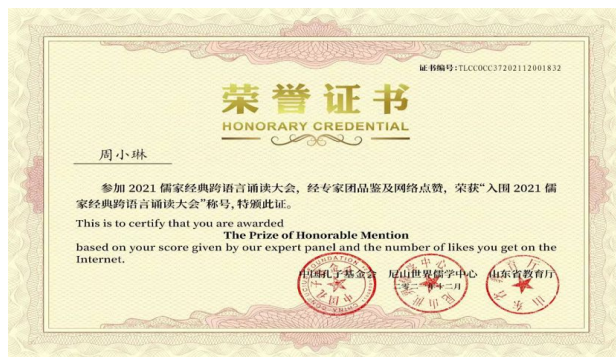 证书编号:TLCCOCC37202112001832
荣誉证书
HONORARY CREDENTIAL
周小琳
参加 2021 儒家经典跨语言诵读大会，经专家团品鉴及网络点赞，荣获“入围 2021 儒
家经典跨语言诵读大会”称号，特颁此证。
This is to certify that you are awarded
The Prize of Honorable Mention
based on your score given by our expert panel and the number of likes you get on the
Internet.
中国孔子基金会 尼山世界儒学中心 山东省教育厅
二零二一年十二月